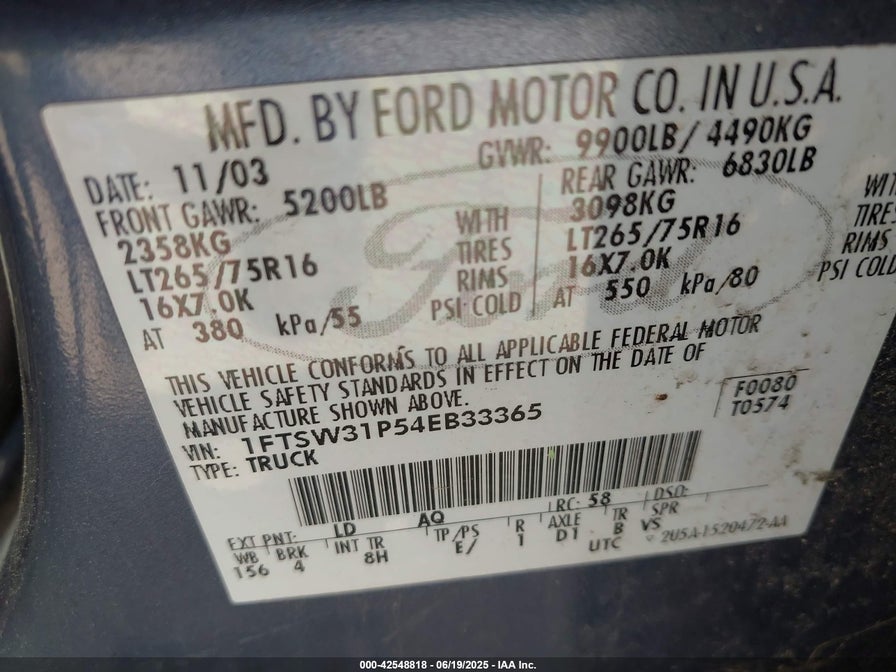 MFD. BY FORD MOTOR CO. IN U.S.A.
DATE: 11/03 GVWR: 9900LB/ 4490KG
FRONT GAWR: 5200LB REAR GAWR: 6830LB
2358KG WITH 3098KG WIT
LT265/75R16 TIRES LT265/75R16 TIRES
16X7.0K RIMS 16X7.0K RIMS
AT 380 kPa/55 PSI COLD AT 550 kPa/80 PSI COLD
Ford
THIS VEHICLE CONFORMS TO ALL APPLICABLE FEDERAL MOTOR
VEHICLE SAFETY STANDARDS IN EFFECT ON THE DATE OF
MANUFACTURE SHOWN ABOVE.
F0080
VIN: 1FTSW31P54EB33365 T0574
TYPE: TRUCK
EXT PNT: LD AQ RC: 58 DSO:
WB BRK INT TR TP/PS R AXLE TR SPR
156 4 8H E/ 1 D1 B VS
UTC 2U5A-1520472-AA
000-42548818 - 06/19/2025 - IAA Inc.